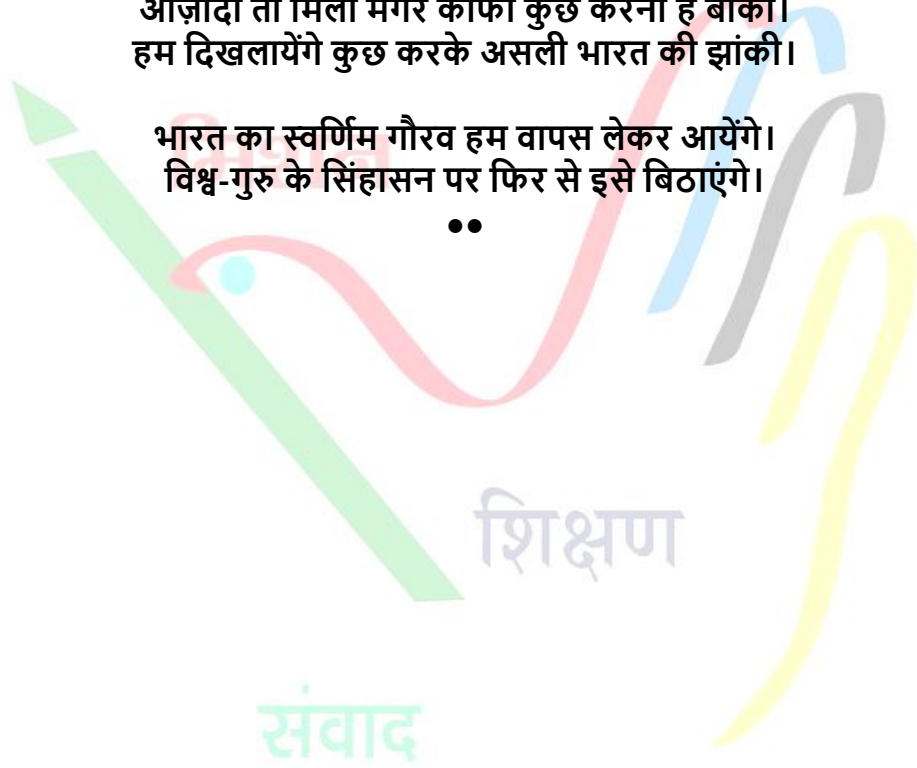 आज़ादी तो मिली मगर काफी कुछ करना है बाकी।
हम दिखलायेंगे कुछ करके असली भारत की झांकी।
भारत का स्वर्णिम गौरव हम वापस लेकर आयेंगे।
विश्व-गुरु के सिंहासन पर फिर से इसे बिठाएंगे।
••
मिशन
शिक्षण
संवाद